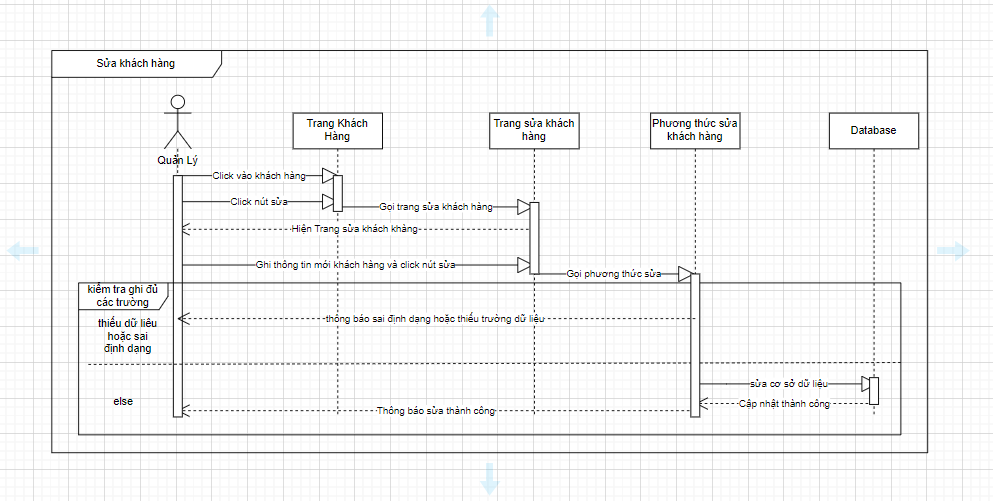 Sửa khách hàng
Quản Lý
Trang Khách
Hàng
Trang sửa khách
hàng
Phương thức sửa
khách hàng
Database
Click vào khách hàng
Click nút sửa
Gọi trang sửa khách hàng
Hiện Trang sửa khách kháng
Ghi thông tin mới khách hàng và click nút sửa
Gọi phương thức sửa
kiểm tra ghi đủ
các trường
thiếu dữ liêu
hoặc sai
định dạng
thông báo sai định dạng hoặc thiếu trường dữ liệu
sửa cơ sở dữ liệu
Cập nhật thành công
else
Thông báo sửa thành công